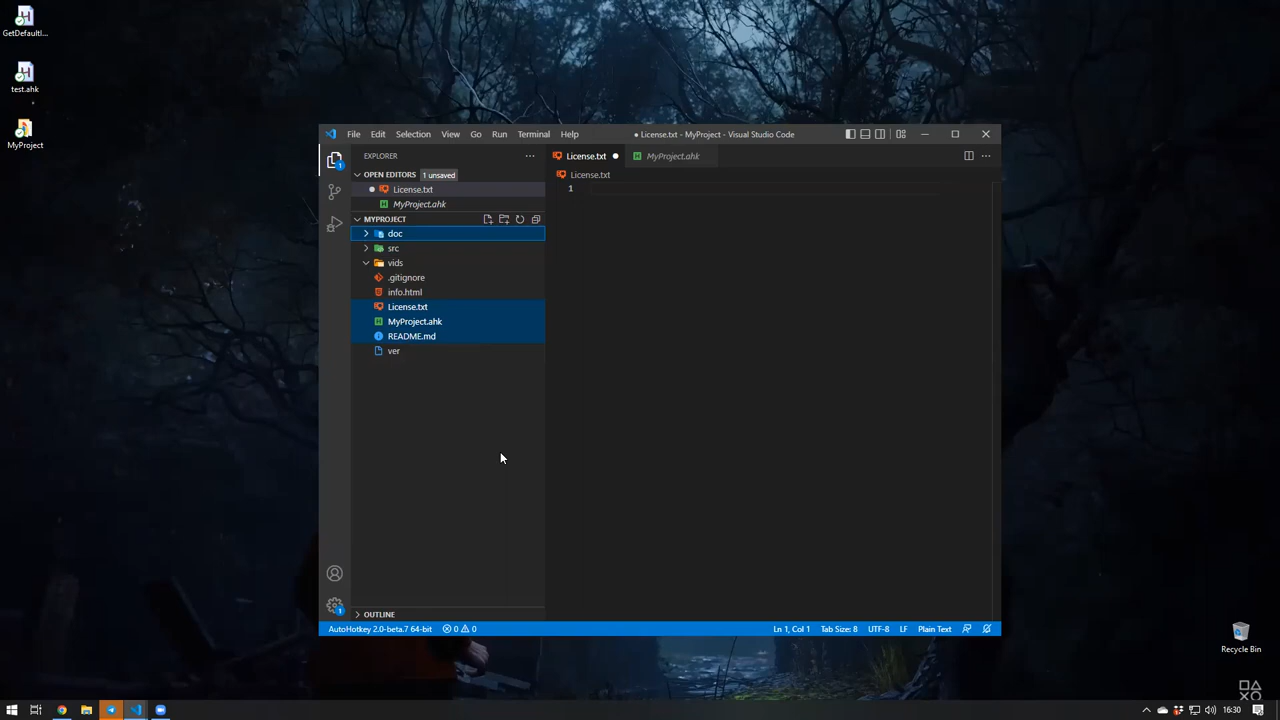 GetDefaultI...
test.ahk
MyProject
File Edit Selection View Go Run Terminal Help
● License.txt - MyProject - Visual Studio Code
EXPLORER
License.txt
MyProject.ahk
OPEN EDITORS 1 unsaved
License.txt
License.txt
1
MyProject.ahk
MYPROJECT
doc
src
vids
.gitignore
info.html
License.txt
MyProject.ahk
README.md
ver
1
1
OUTLINE
AutoHotkey 2.0-beta.7 64-bit 0 0
Ln 1, Col 1 Tab Size: 8 UTF-8 LF Plain Text
Recycle Bin
16:30